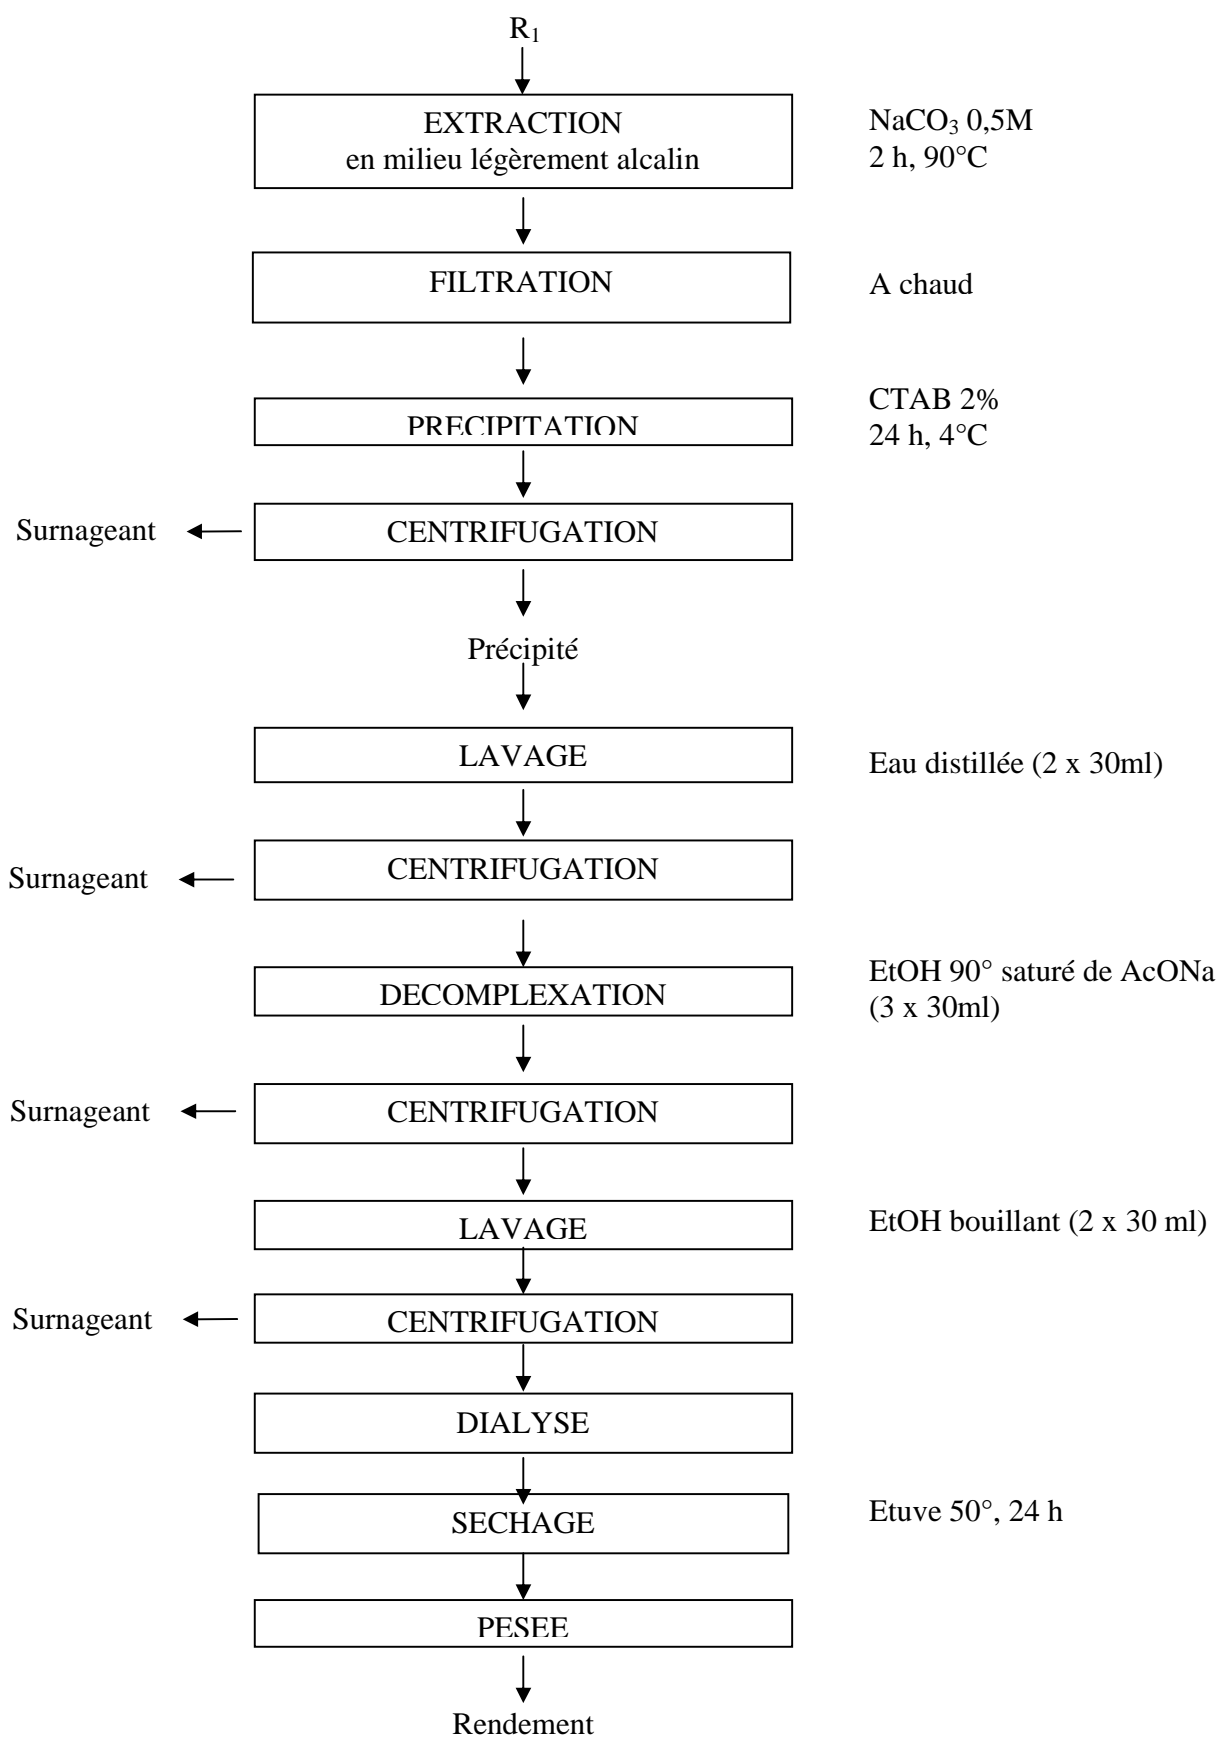 R₁
EXTRACTION
en milieu légèrement alcalin
NaCO₃ 0,5M
2 h, 90°C
FILTRATION
A chaud
PRECIPITATION
CTAB 2%
24 h, 4°C
Surnageant
CENTRIFUGATION
Précipité
LAVAGE
Eau distillée (2 x 30ml)
Surnageant
CENTRIFUGATION
DECOMPLEXATION
EtOH 90° saturé de AcONa
(3 x 30ml)
Surnageant
CENTRIFUGATION
LAVAGE
EtOH bouillant (2 x 30 ml)
Surnageant
CENTRIFUGATION
DIALYSE
SECHAGE
Etuve 50°, 24 h
PESEE
Rendement